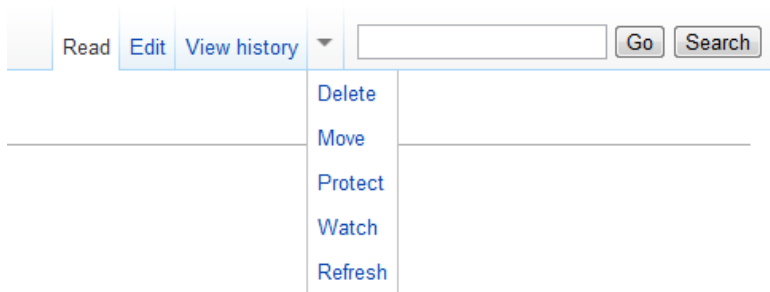 Read Edit View history Go Search
Delete
Move
Protect
Watch
Refresh